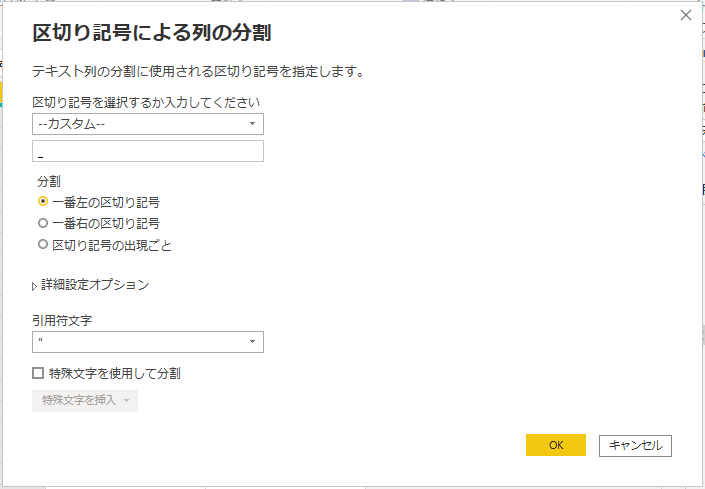 区切り記号による列の分割
テキスト列の分割に使用される区切り記号を指定します。
区切り記号を選択するか入力してください
--カスタム--
_
分割
一番左の区切り記号
一番右の区切り記号
区切り記号の出現ごと
詳細設定オプション
引用符文字
"
特殊文字を使用して分割
特殊文字を挿入
OK キャンセル